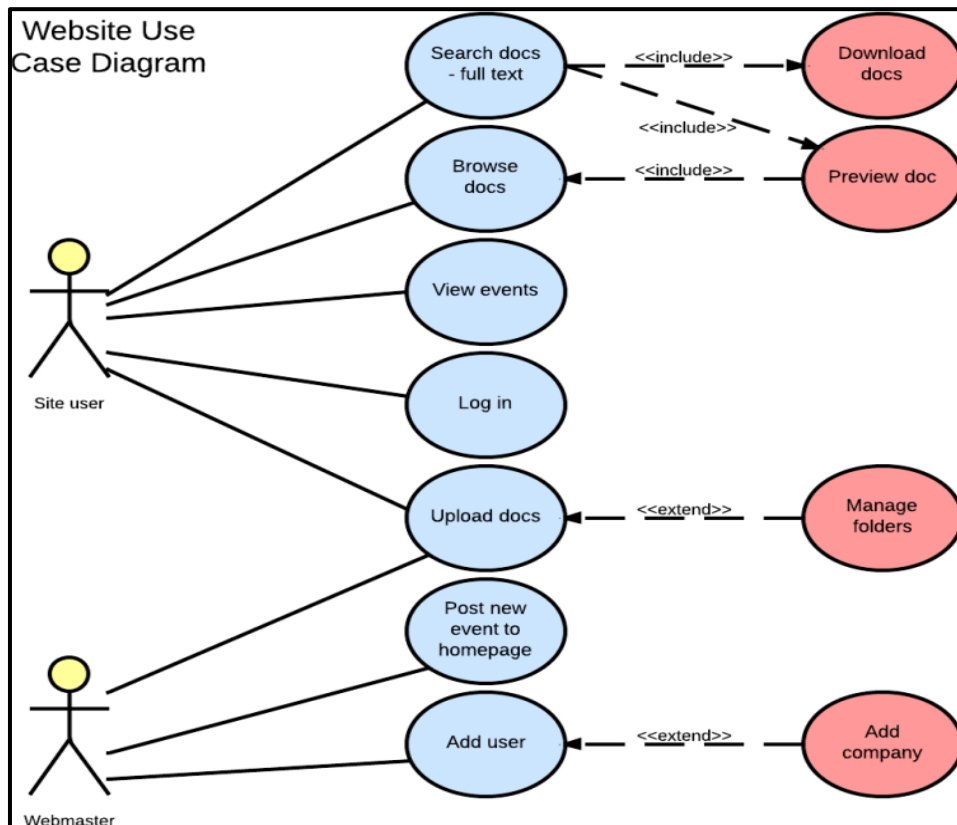 Website Use
Case Diagram
Search docs
- full text
<<include>>
Download
docs
<<include>>
Browse
docs
<<include>>
Preview doc
View events
Site user
Log in
Upload docs
<<extend>>
Manage
folders
Post new
event to
homepage
Add user
<<extend>>
Add
company
Webmaster